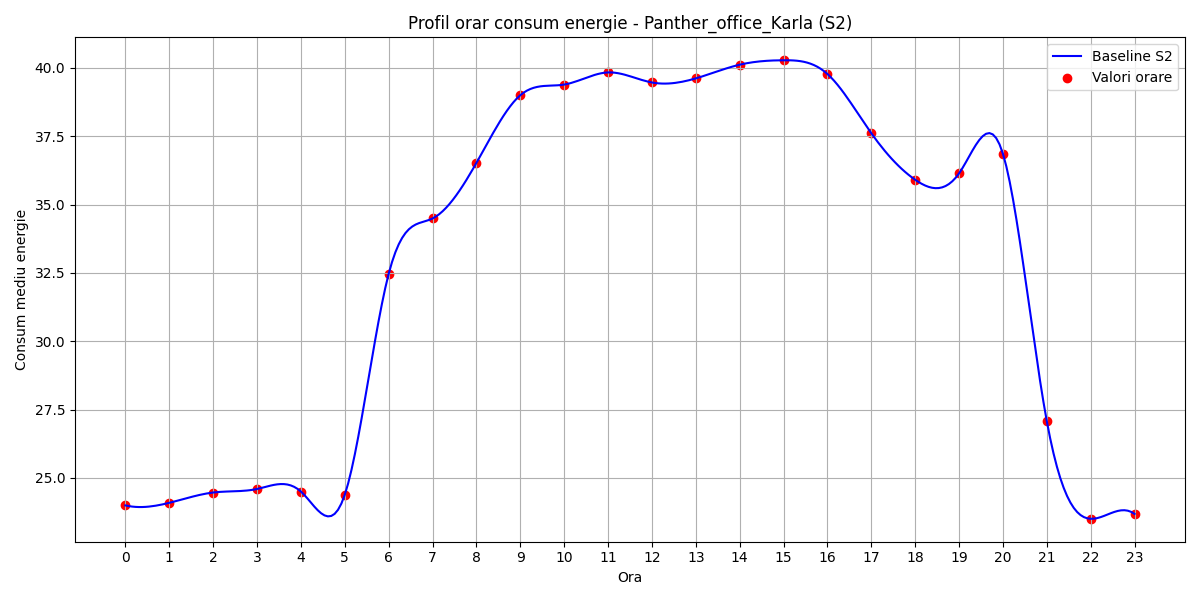 Profil orar consum energie - Panther_office_Karla (S2)
Baseline S2
Valori orare
Consum mediu energie
40.0
37.5
35.0
32.5
30.0
27.5
25.0
0 1 2 3 4 5 6 7 8 9 10 11 12 13 14 15 16 17 18 19 20 21 22 23
Ora